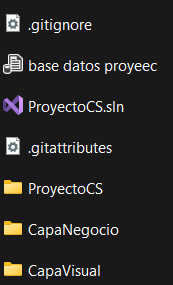 .gitignore
base datos proyeec
ProyectoCS.sln
.gitattributes
ProyectoCS
CapaNegocio
CapaVisual